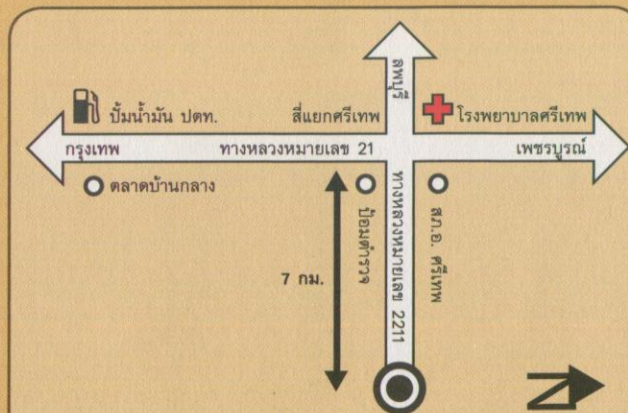 ลพบุรี
ปั้มน้ำมัน ปตท.
สี่แยกศรีเทพ
โรงพยาบาลศรีเทพ
กรุงเทพ
ทางหลวงหมายเลข 21
เพชรบูรณ์
ตลาดบ้านกลาง
ป้อมตำรวจ
ทางหลวงหมายเลข 2211
สภ.อ. ศรีเทพ
7 กม.